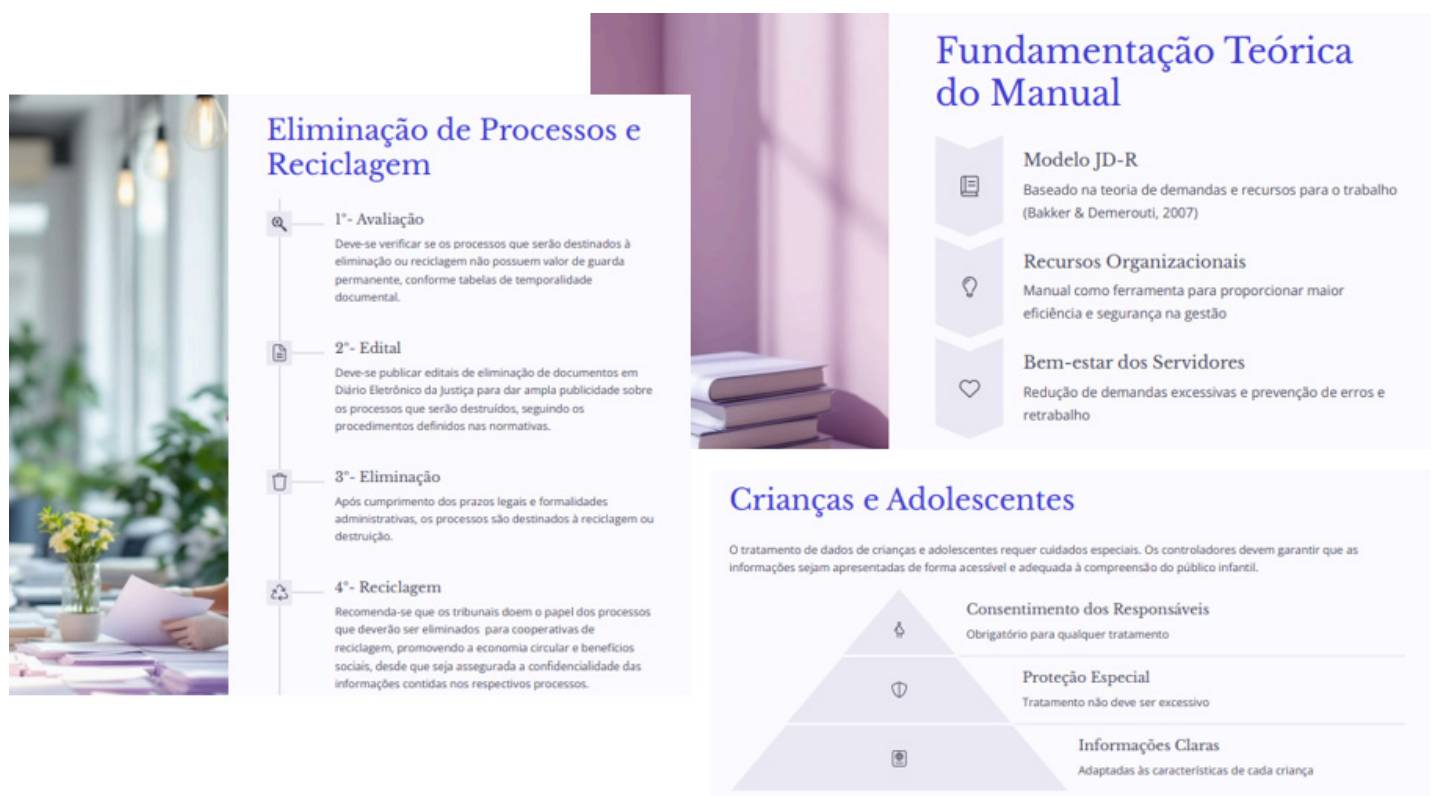 Eliminação de Processos e
Reciclagem
1°- Avaliação
Deve-se verificar se os processos que serão destinados à
eliminação ou reciclagem não possuem valor de guarda
permanente, conforme tabelas de temporalidade
documental.
2°- Edital
Deve-se publicar editais de eliminação de documentos em
Diário Eletrônico da Justiça para dar ampla publicidade sobre
os processos que serão destruídos, seguindo os
procedimentos definidos nas normativas.
3°- Eliminação
Após cumprimento dos prazos legais e formalidades
administrativas, os processos são destinados à reciclagem ou
destruição.
4°- Reciclagem
Recomenda-se que os tribunais doem o papel dos processos
que deverão ser eliminados para cooperativas de
reciclagem, promovendo a economia circular e benefícios
sociais, desde que seja assegurada a confidencialidade das
informações contidas nos respectivos processos.
Fundamentação Teórica
do Manual
Modelo JD-R
Baseado na teoria de demandas e recursos para o trabalho
(Bakker & Demerouti, 2007)
Recursos Organizacionais
Manual como ferramenta para proporcionar maior
eficiência e segurança na gestão
Bem-estar dos Servidores
Redução de demandas excessivas e prevenção de erros e
retrabalho
Crianças e Adolescentes
O tratamento de dados de crianças e adolescentes requer cuidados especiais. Os controladores devem garantir que as
informações sejam apresentadas de forma acessível e adequada à compreensão do público infantil.
Consentimento dos Responsáveis
Obrigatório para qualquer tratamento
Proteção Especial
Tratamento não deve ser excessivo
Informações Claras
Adaptadas às características de cada criança